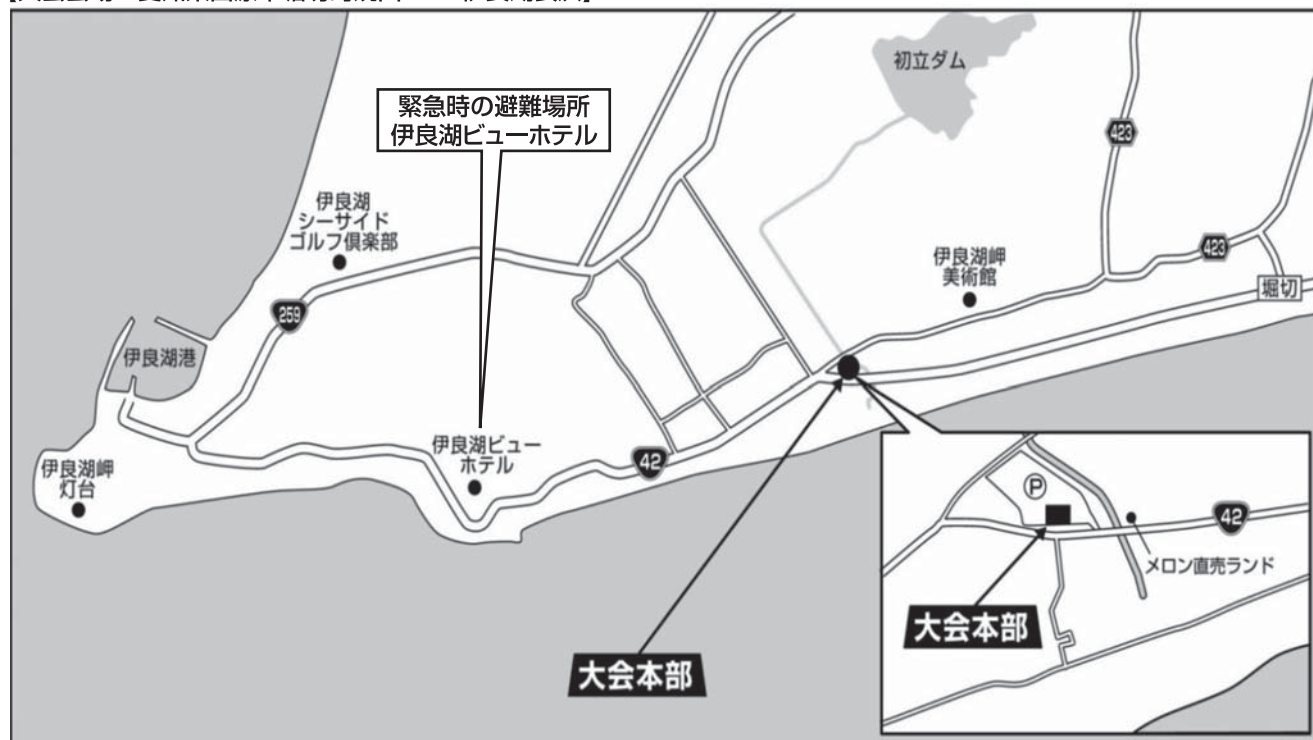 初立ダム
緊急時の避難場所
伊良湖ビューホテル
423
伊良湖
シーサイド
ゴルフ倶楽部
伊良湖岬
美術館
423
堀切
259
伊良湖港
伊良湖ビュー
ホテル
42
伊良湖岬
灯台
P
42
メロン直売ランド
大会本部
大会本部